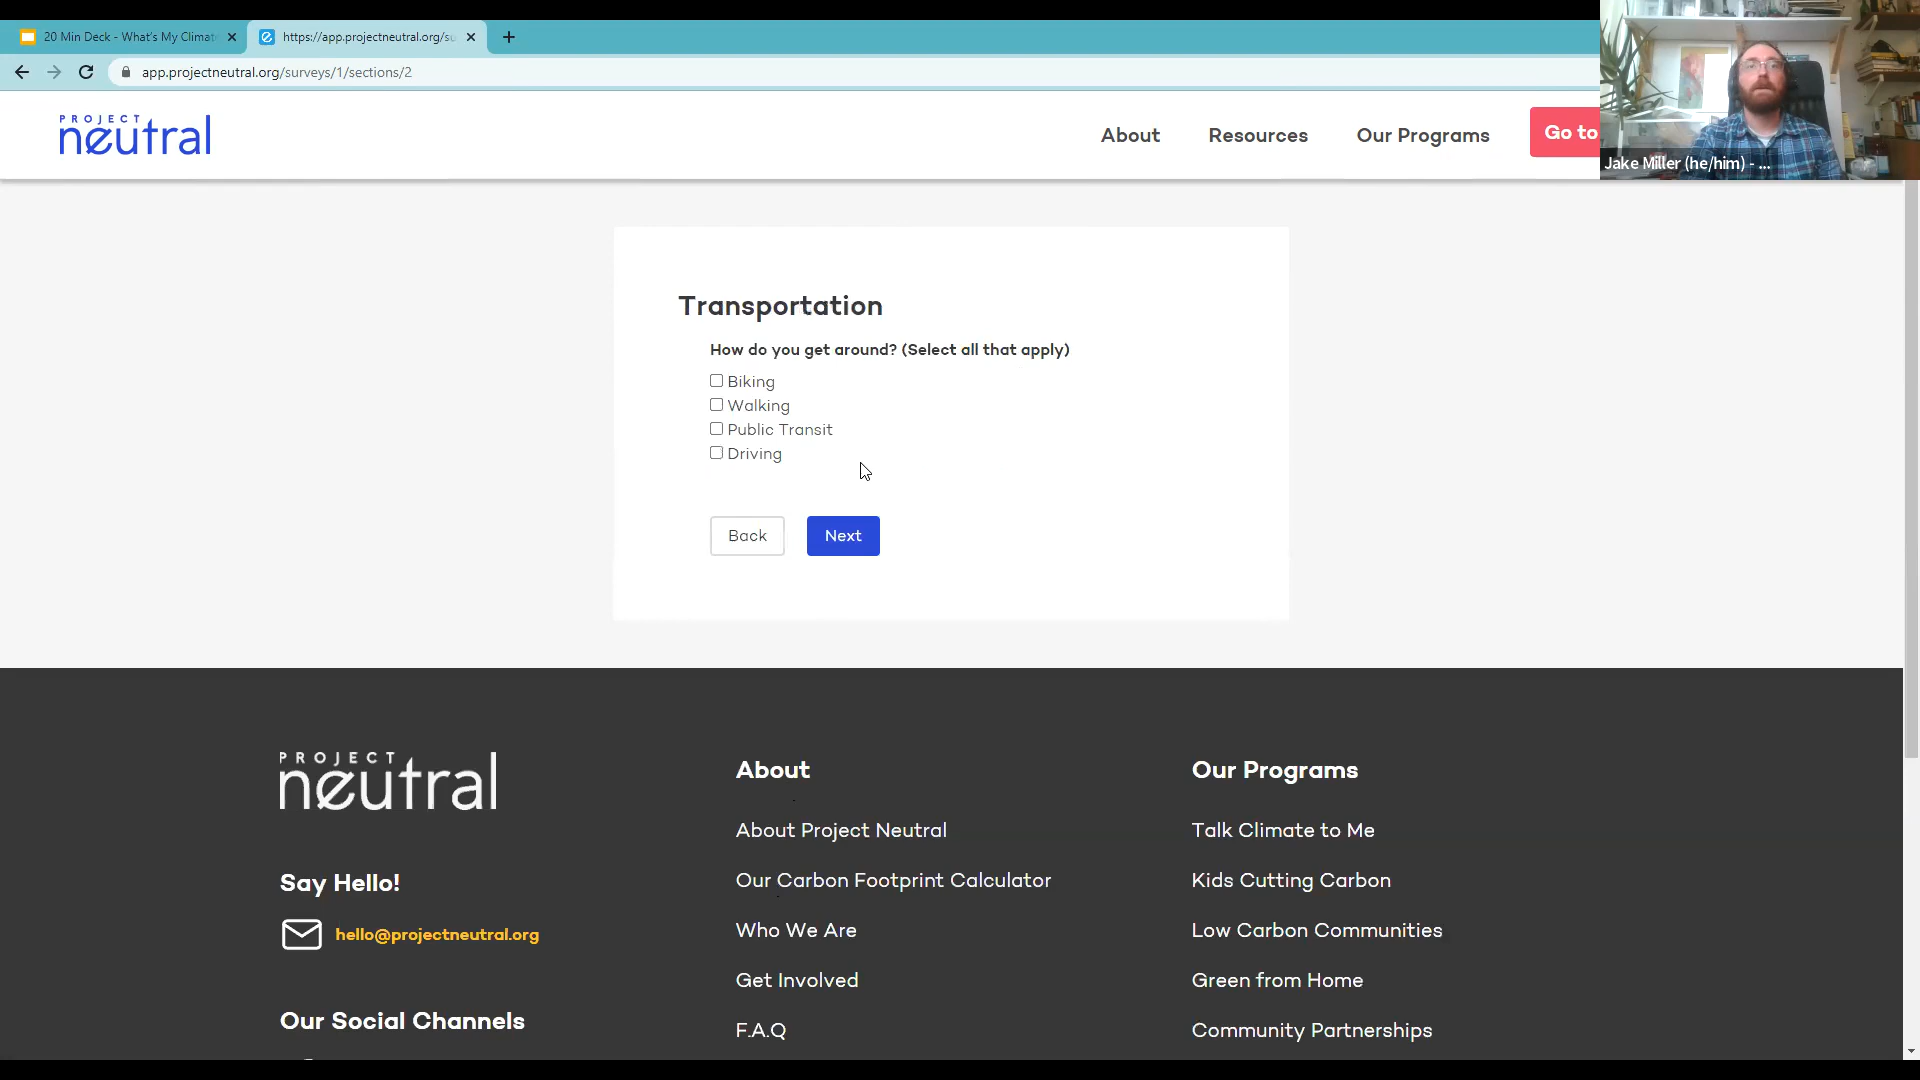 20 Min Deck - What's My Climat
https://app.projectneutral.org/su
app.projectneutral.org/surveys/1/sections/2
PROJECT
neutral
About
Resources
Our Programs
Go to
Jake Miller (he/him) - ...
Transportation
How do you get around? (Select all that apply)
Biking
Walking
Public Transit
Driving
Back
Next
PROJECT
neutral
Say Hello!
hello@projectneutral.org
Our Social Channels
About
About Project Neutral
Our Carbon Footprint Calculator
Who We Are
Get Involved
F.A.Q
Our Programs
Talk Climate to Me
Kids Cutting Carbon
Low Carbon Communities
Green from Home
Community Partnerships